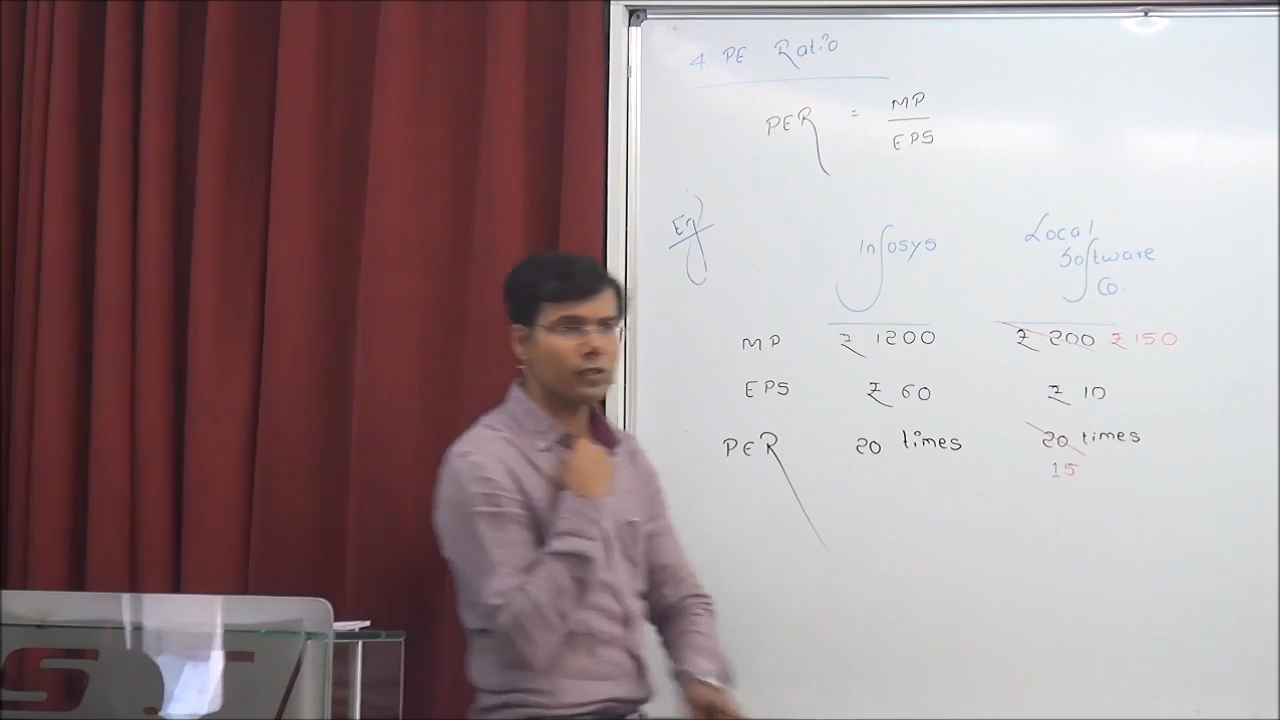 4. PE Ratio
PER = MP
EPS
Eg
Infosys
Local
Software
Co.
MP ₹ 1200 ₹ 200 ₹ 150
EPS ₹ 60 ₹ 10
PER 20 times 20 times
15